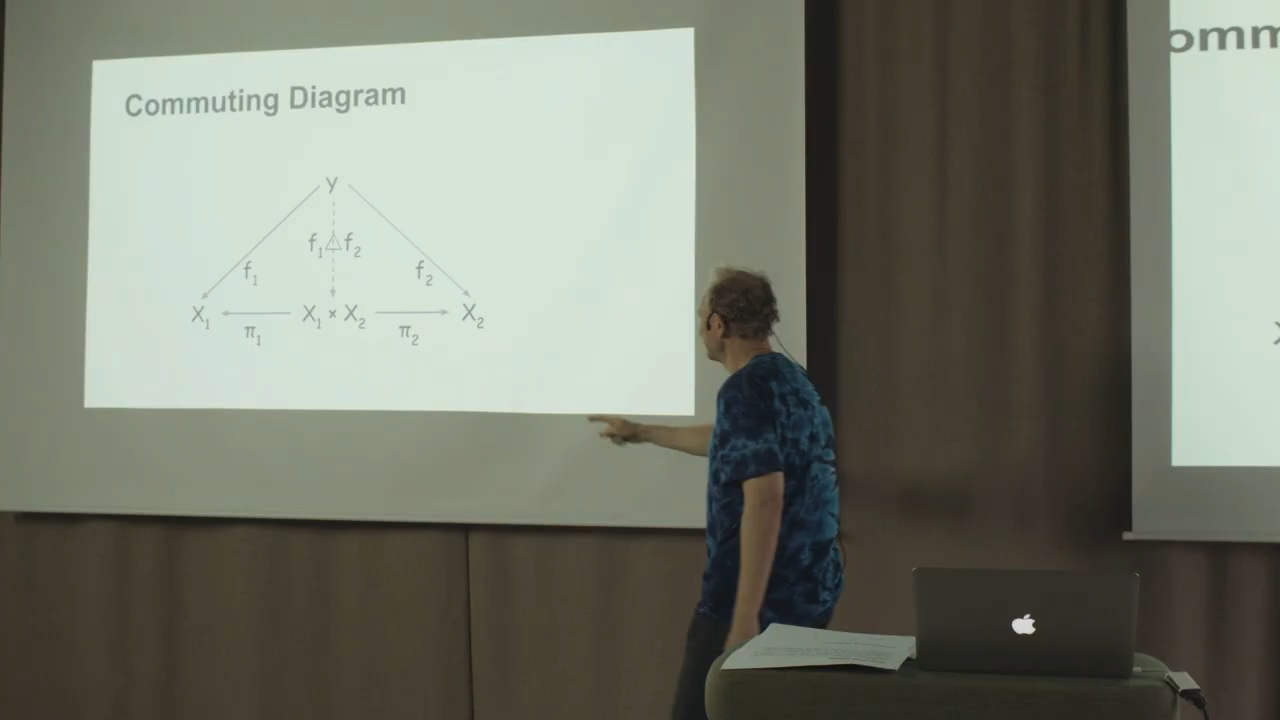 Commuting Diagram
y
f₁ △ f₂
f₁ f₂
X₁ X₁ × X₂ X₂
π₁ π₂
omm